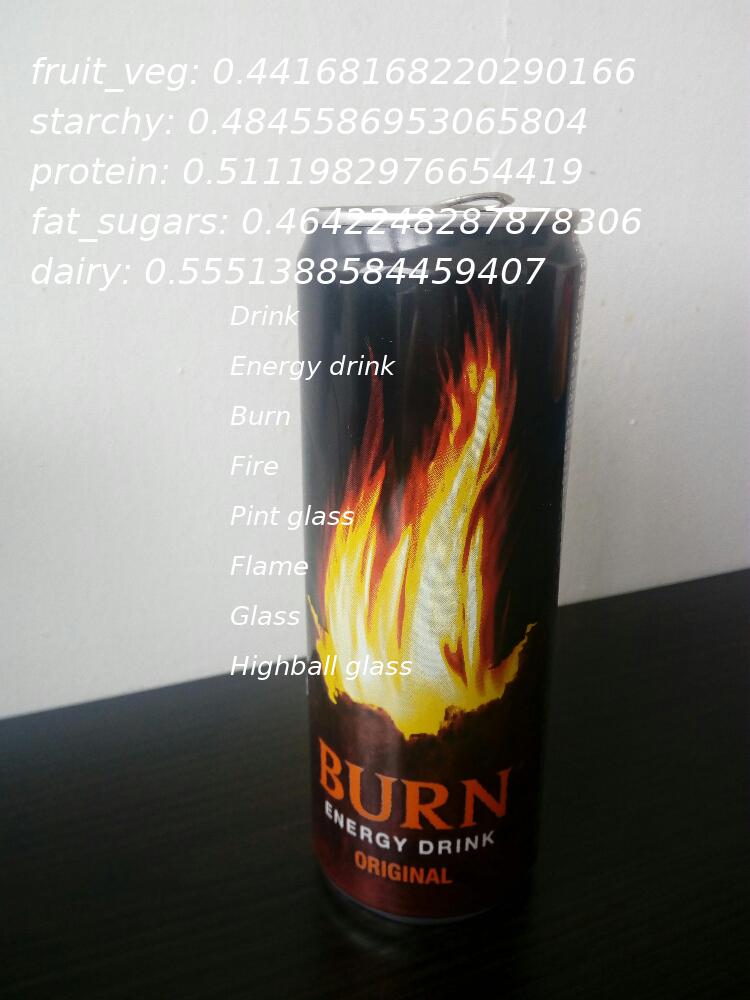 fruit_veg: 0.44168168220290166
starchy: 0.4845586953065804
protein: 0.5111982976654419
fat_sugars: 0.4642248287878306
dairy: 0.5551388584459407
Drink
Energy drink
Burn
Fire
Pint glass
Flame
Glass
Highball glass
BURN
ENERGY DRINK
ORIGINAL